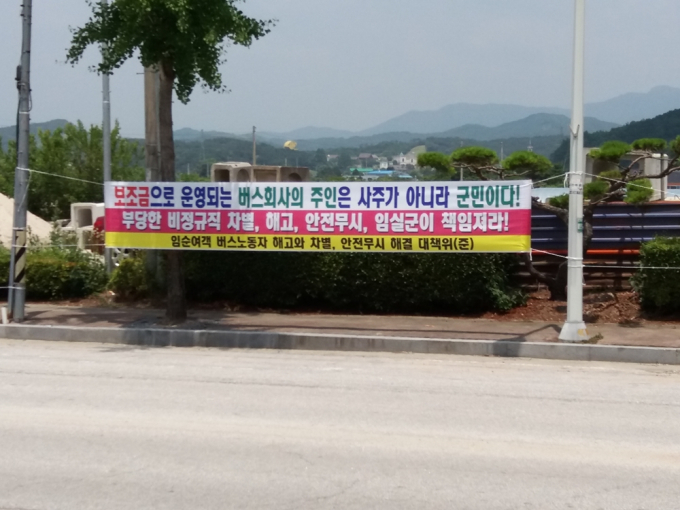 보조금으로 운영되는 버스회사의 주인은 사주가 아니라 군민이다!
부당한 비정규직 차별, 해고, 안전무시, 임실군이 책임져라!
임순여객 버스노동자 해고와 차별, 안전무시 해결 대책위(준)